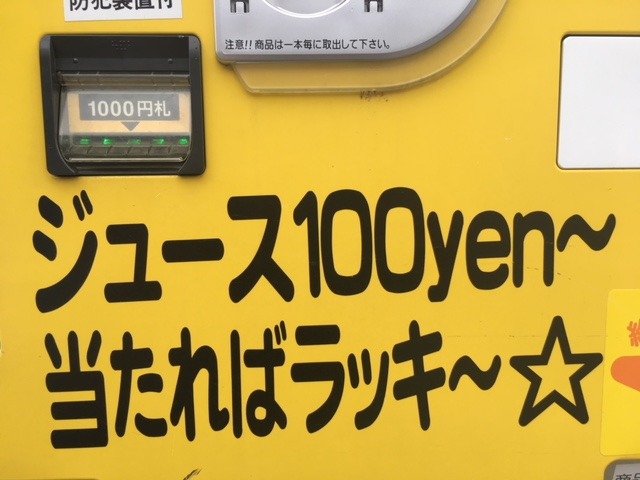 防犯装置付
注意!!商品は一本毎に取出して下さい。
1000円札
ジュース100yen～
当たればラッキ～☆
商品